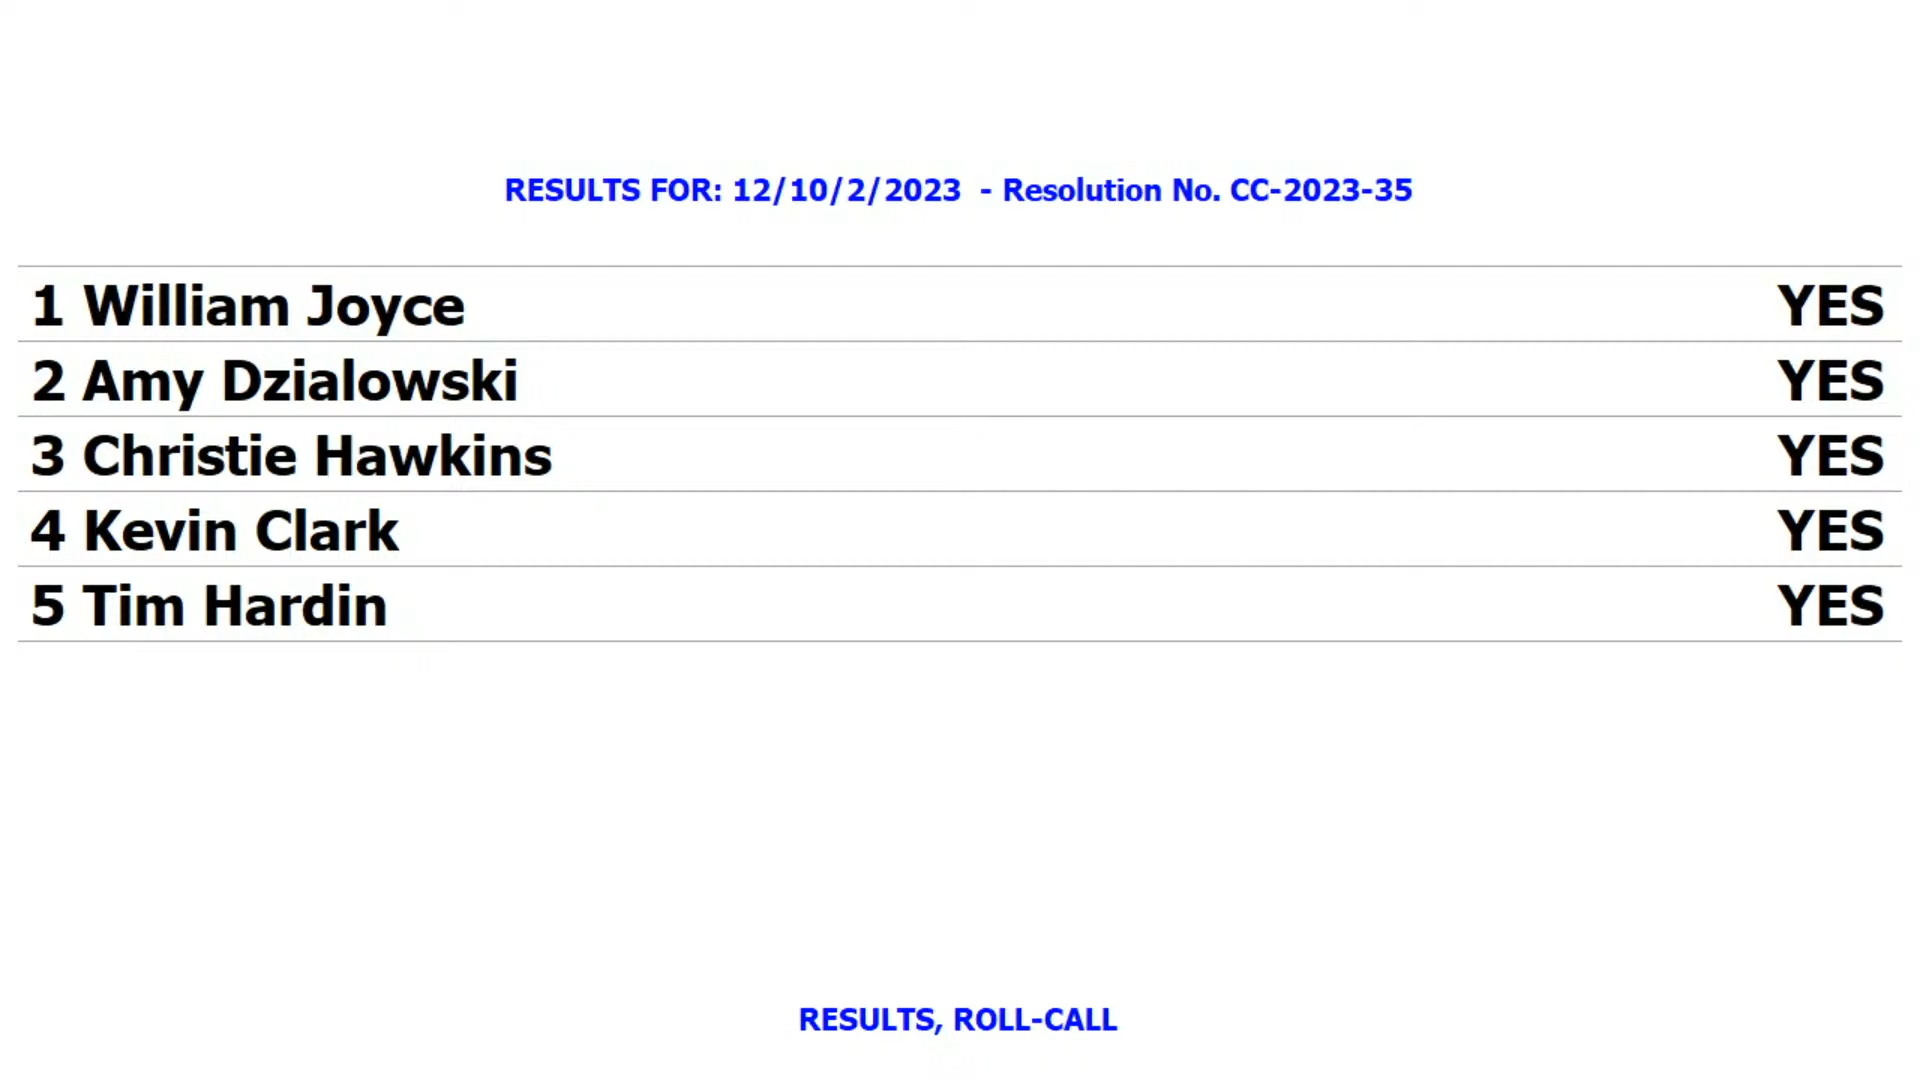 RESULTS FOR: 12/10/2/2023 - Resolution No. CC-2023-35
1 William Joyce YES
2 Amy Dzialowski YES
3 Christie Hawkins YES
4 Kevin Clark YES
5 Tim Hardin YES
RESULTS, ROLL-CALL